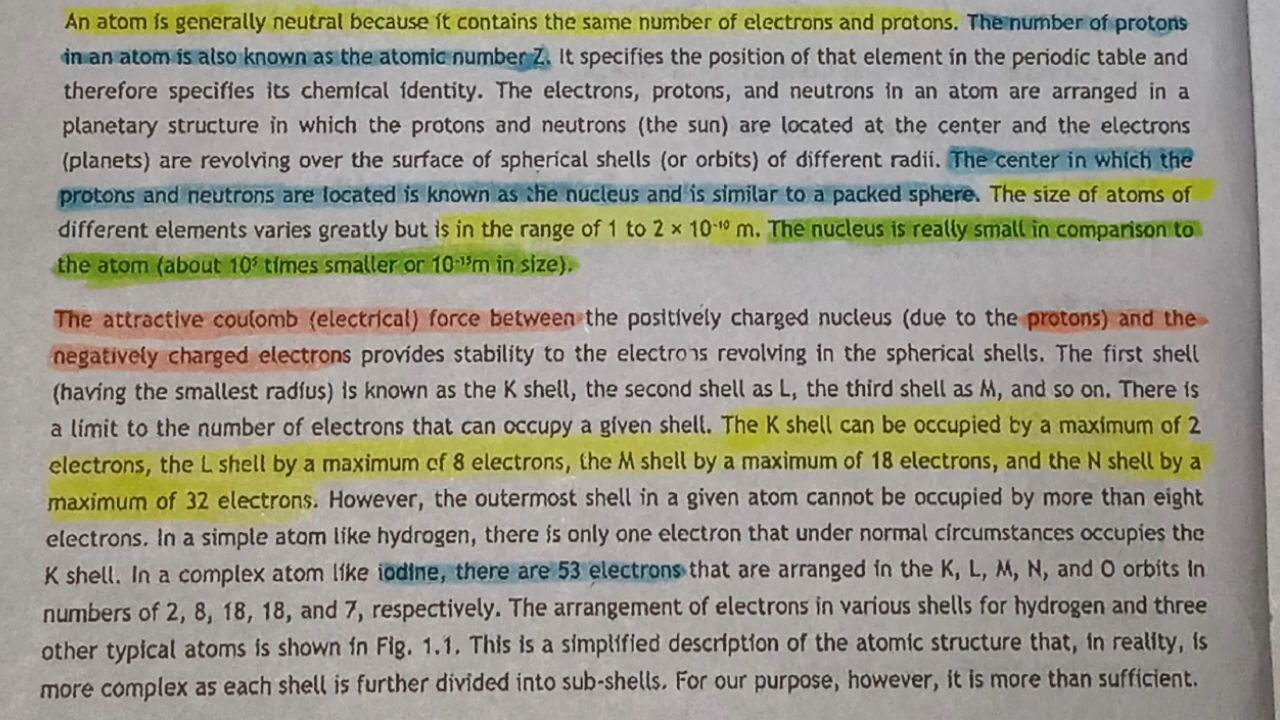 An atom is generally neutral because it contains the same number of electrons and protons. The number of protons
in an atom is also known as the atomic number Z. It specifies the position of that element in the periodic table and
therefore specifies its chemical identity. The electrons, protons, and neutrons in an atom are arranged in a
planetary structure in which the protons and neutrons (the sun) are located at the center and the electrons
(planets) are revolving over the surface of spherical shells (or orbits) of different radii. The center in which the
protons and neutrons are located is known as the nucleus and is similar to a packed sphere. The size of atoms of
different elements varies greatly but is in the range of 1 to 2 × 10⁻¹⁰ m. The nucleus is really small in comparison to
the atom (about 10⁵ times smaller or 10⁻¹⁵m in size).
The attractive coulomb (electrical) force between the positively charged nucleus (due to the protons) and the
negatively charged electrons provides stability to the electrons revolving in the spherical shells. The first shell
(having the smallest radius) is known as the K shell, the second shell as L, the third shell as M, and so on. There is
a limit to the number of electrons that can occupy a given shell. The K shell can be occupied by a maximum of 2
electrons, the L shell by a maximum of 8 electrons, the M shell by a maximum of 18 electrons, and the N shell by a
maximum of 32 electrons. However, the outermost shell in a given atom cannot be occupied by more than eight
electrons. In a simple atom like hydrogen, there is only one electron that under normal circumstances occupies the
K shell. In a complex atom like iodine, there are 53 electrons that are arranged in the K, L, M, N, and O orbits in
numbers of 2, 8, 18, 18, and 7, respectively. The arrangement of electrons in various shells for hydrogen and three
other typical atoms is shown in Fig. 1.1. This is a simplified description of the atomic structure that, in reality, is
more complex as each shell is further divided into sub-shells. For our purpose, however, it is more than sufficient.